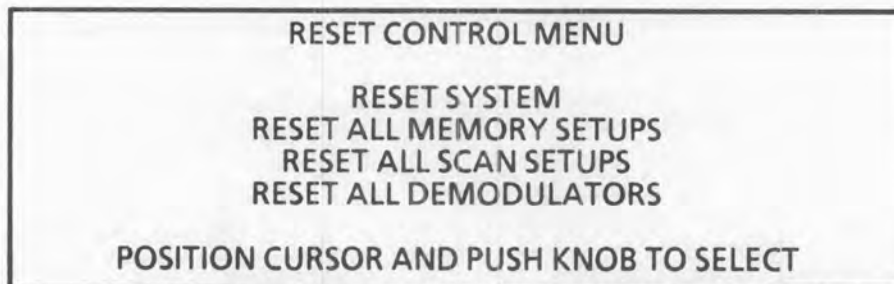 RESET CONTROL MENU
RESET SYSTEM
RESET ALL MEMORY SETUPS
RESET ALL SCAN SETUPS
RESET ALL DEMODULATORS
POSITION CURSOR AND PUSH KNOB TO SELECT